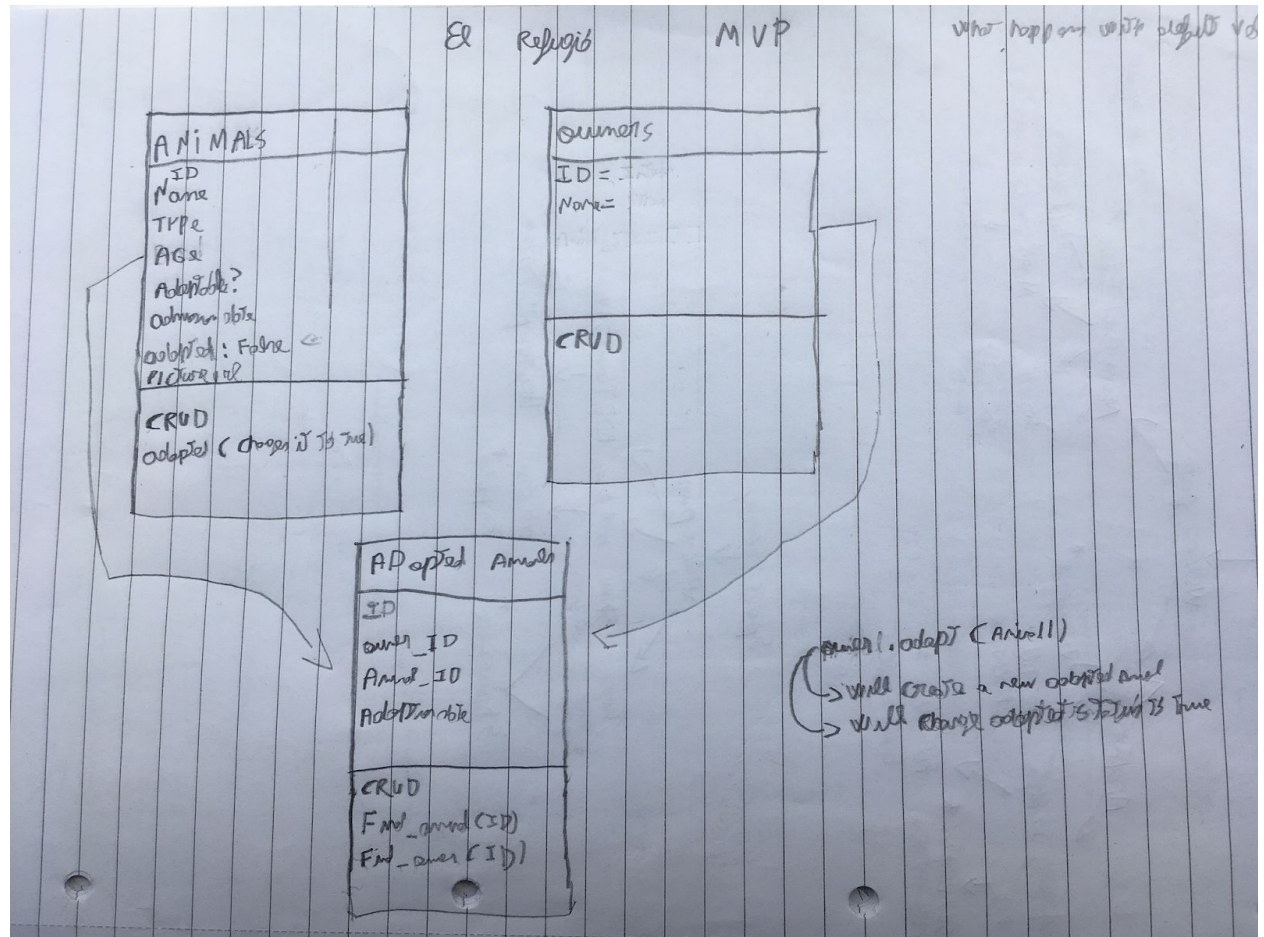 El Refugio MVP
ANiMALS
ID
Name
Type
AGe
Adoptable?
admission date
adopted: False
Picture url
CRUD
adopted (changes it to true)
owners
ID =
Name=
CRUD
ADopted Animals
ID
owner_ID
Animal_ID
Adoption date
CRUD
Find_animal (ID)
Find_owner (ID)
owner1.adopt (Animal1)
will create a new adopted animal
will change adopted status to true